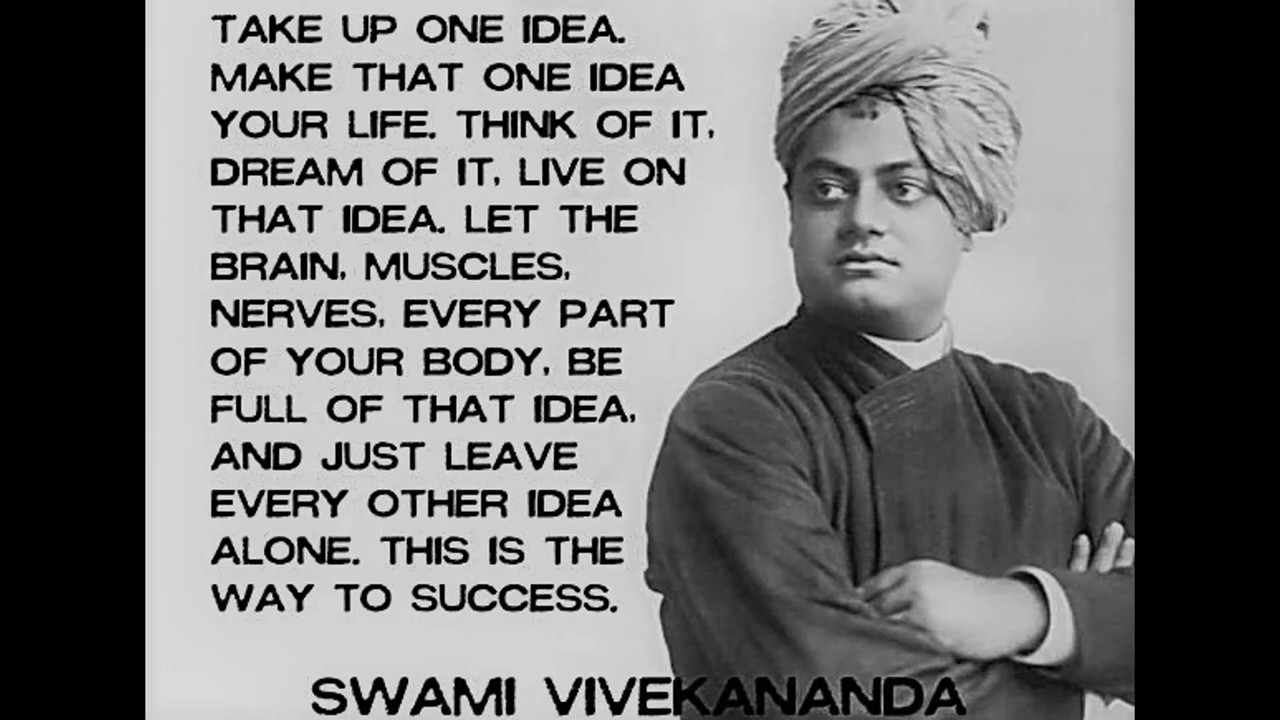 TAKE UP ONE IDEA.
MAKE THAT ONE IDEA
YOUR LIFE. THINK OF IT,
DREAM OF IT, LIVE ON
THAT IDEA. LET THE
BRAIN, MUSCLES,
NERVES, EVERY PART
OF YOUR BODY, BE
FULL OF THAT IDEA,
AND JUST LEAVE
EVERY OTHER IDEA
ALONE. THIS IS THE
WAY TO SUCCESS.
SWAMI VIVEKANANDA